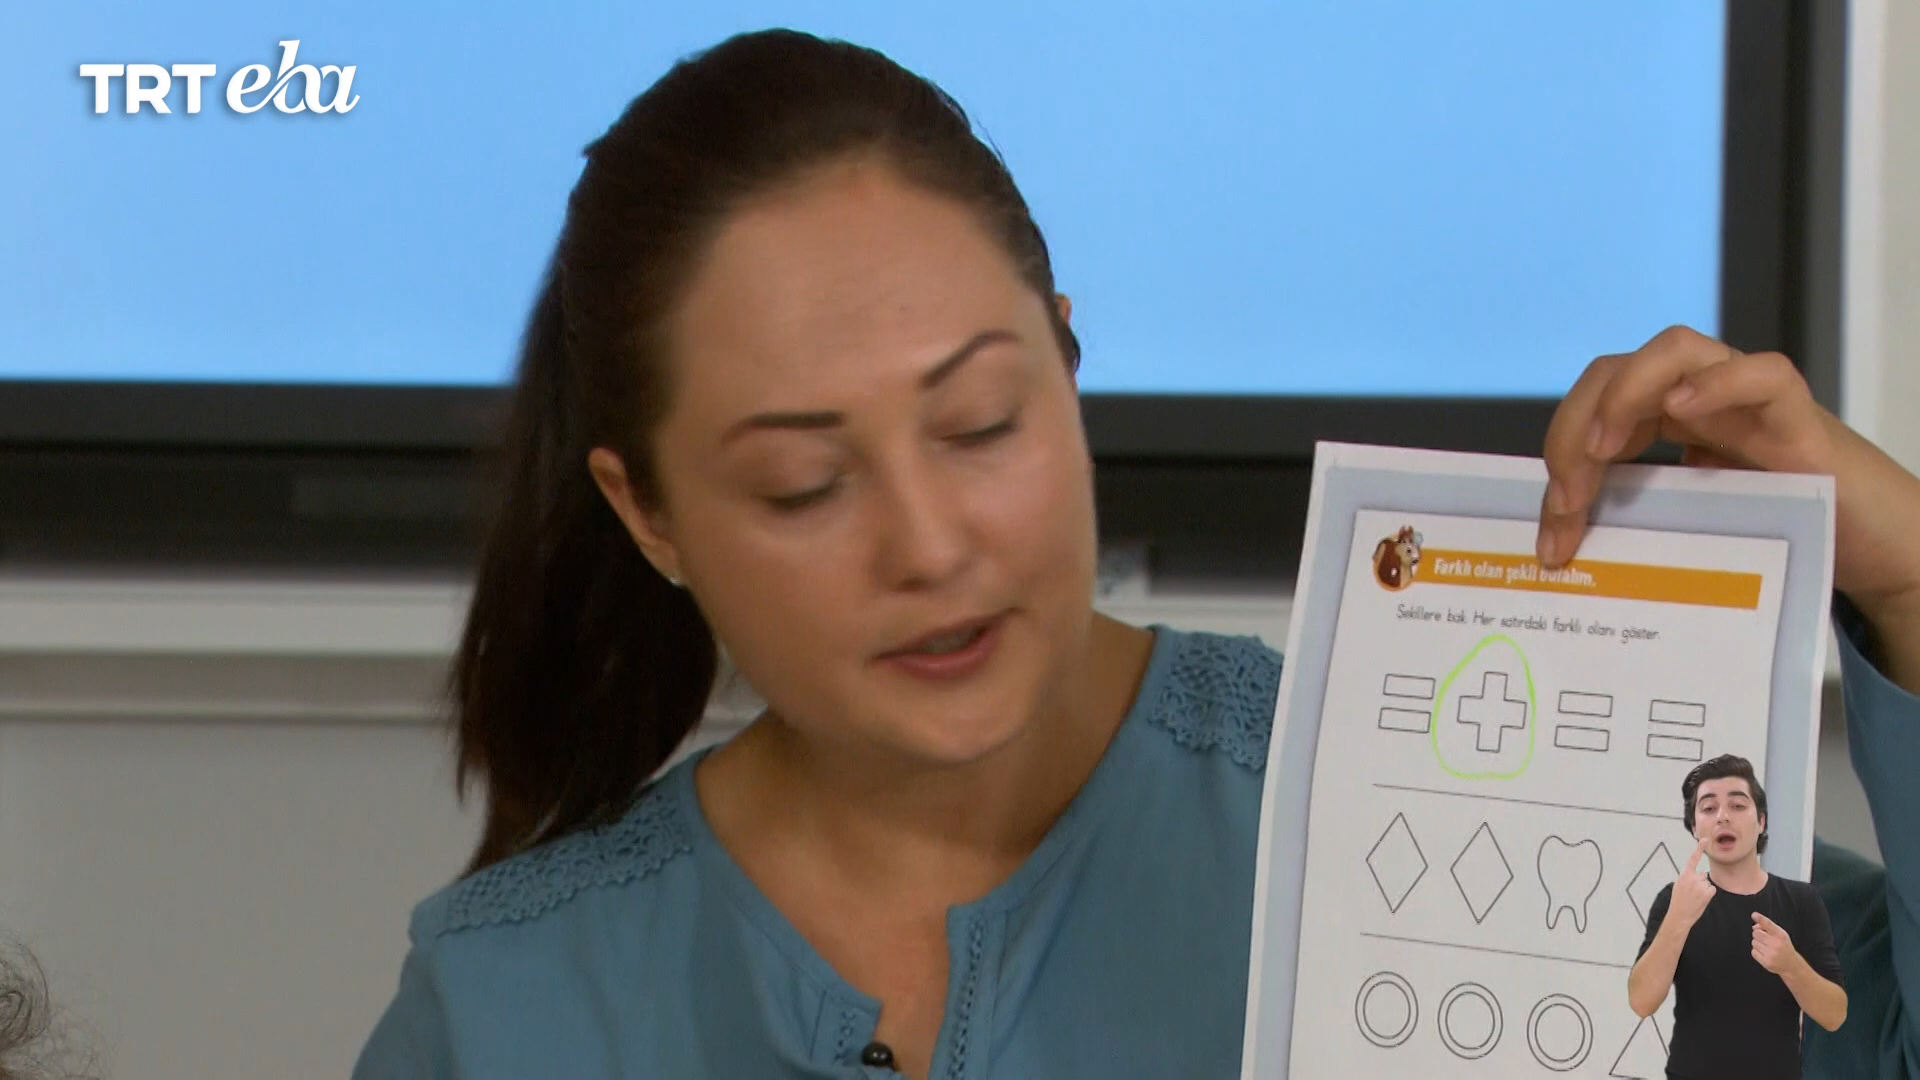 TRT eba
Farklı olan şekli bulalım.
Şekillere bak. Her satırdaki farklı olanı göster.